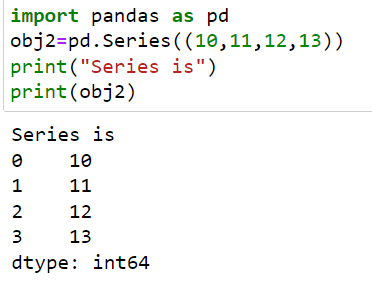 import pandas as pd
obj2=pd.Series((10,11,12,13))
print("Series is")
print(obj2)
Series is
0    10
1    11
2    12
3    13
dtype: int64